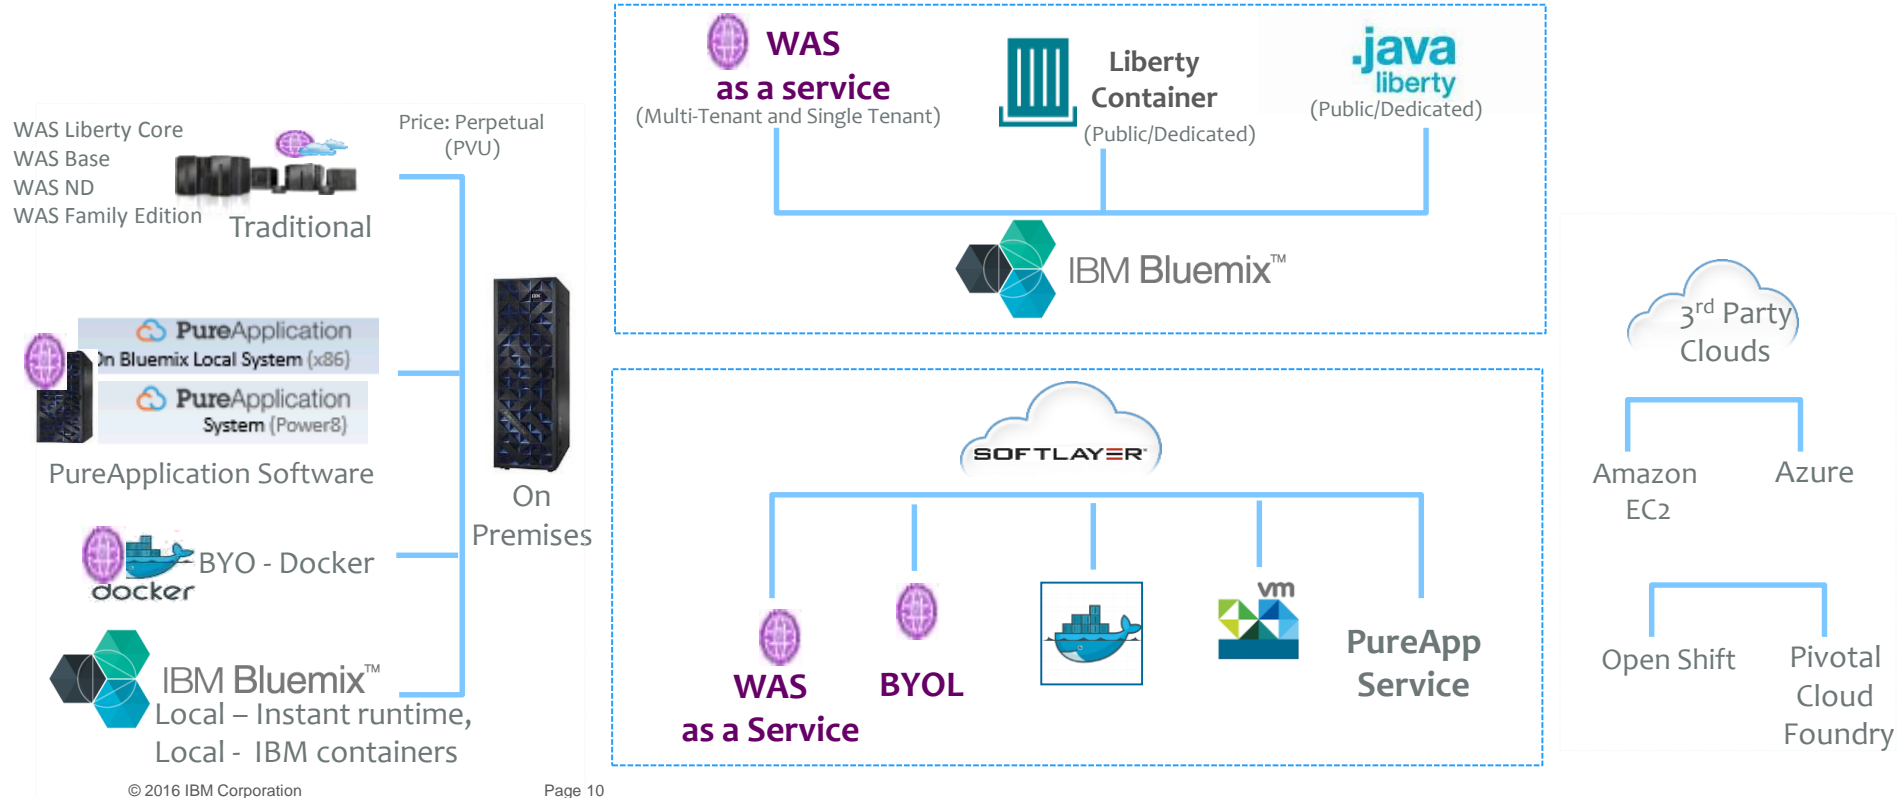 WAS Liberty Core
WAS Base
WAS ND
WAS Family Edition
Traditional
Price: Perpetual
(PVU)
PureApplication
On Bluemix Local System (x86)
PureApplication
System (Power8)
PureApplication Software
docker
BYO - Docker
IBM Bluemix™
Local – Instant runtime,
Local - IBM containers
IBM
On
Premises
WAS
as a service
(Multi-Tenant and Single Tenant)
Liberty
Container
(Public/Dedicated)
.java
liberty
(Public/Dedicated)
IBM Bluemix™
SOFTLAYER®
WAS
as a Service
BYOL
vm
PureApp
Service
3rd Party
Clouds
Amazon
EC2
Azure
Open Shift
Pivotal
Cloud
Foundry
© 2016 IBM Corporation
Page 10